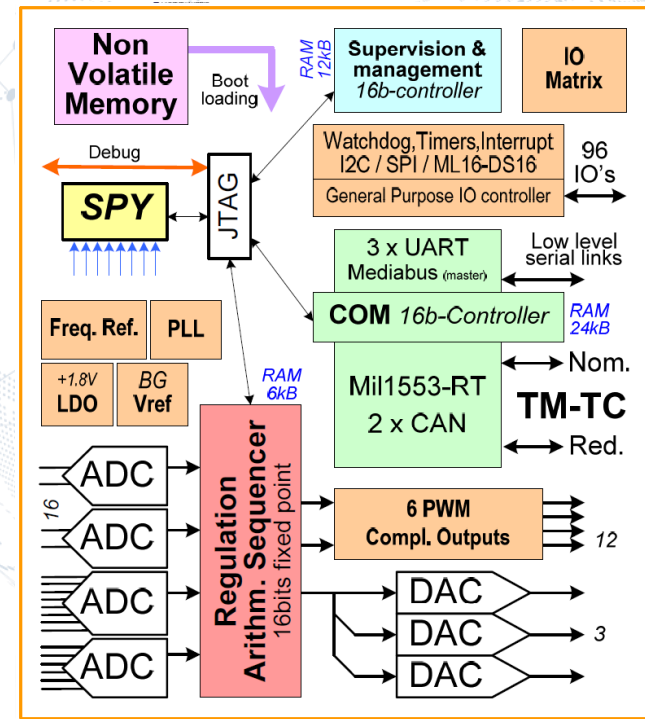 Non
Volatile
Memory
Boot
loading
RAM
12kB
Supervision &
management
16b-controller
IO
Matrix
Debug
SPY
JTAG
Watchdog,Timers,Interrupt
I2C / SPI / ML16-DS16
General Purpose IO controller
96
IO's
3 x UART
Mediabus (master)
Low level
serial links
COM 16b-Controller
RAM
24kB
Mil1553-RT
2 x CAN
Nom.
TM-TC
Red.
Freq. Ref.
PLL
+1.8V
LDO
BG
Vref
RAM
6kB
ADC
16
ADC
ADC
ADC
Regulation
Arithm. Sequencer
16bits fixed point
6 PWM
Compl. Outputs
12
DAC
DAC
3
DAC